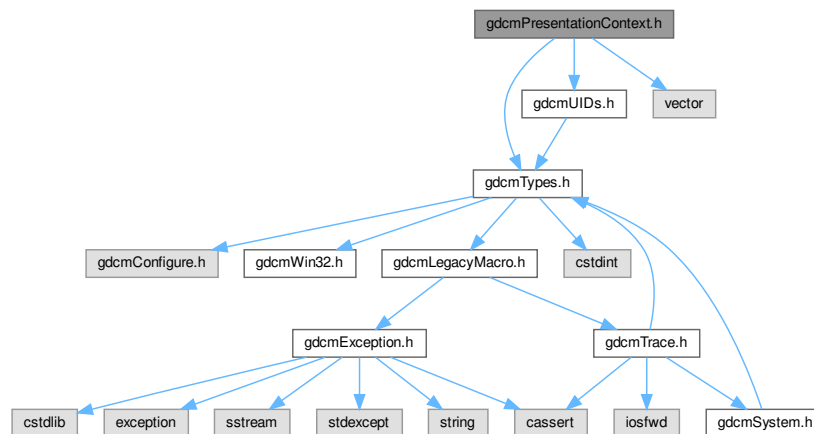 gdcmPresentationContext.h
gdcmUIDs.h
vector
gdcmTypes.h
gdcmConfigure.h
gdcmWin32.h
gdcmLegacyMacro.h
cstdint
gdcmException.h
gdcmTrace.h
cstdlib
exception
sstream
stdexcept
string
cassert
iosfwd
gdcmSystem.h